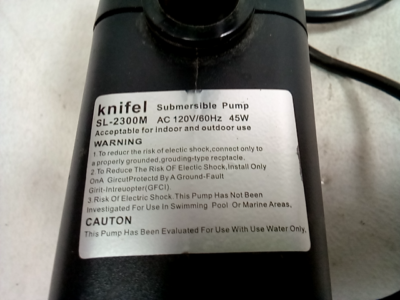 knifel Submersible Pump
SL-2300M AC 120V/60Hz 45W
Acceptable for indoor and outdoor use
WARNING
1.To reduce the risk of electic shock,connect only to
a properly grounded,grouding-type recptacle.
2.To Reduce The Risk OF Electic Shock,Install Only
OnA GircutProtectd By A Ground-Fault
Girit-Intreuopter(GFCI).
3.Risk Of Electric Shock.This Pump Has Not Been
Investigated For Use In Swimming Pool Or Marine Areas,
CAUTON
This Pump Has Been Evaluated For Use With Use Water Only.